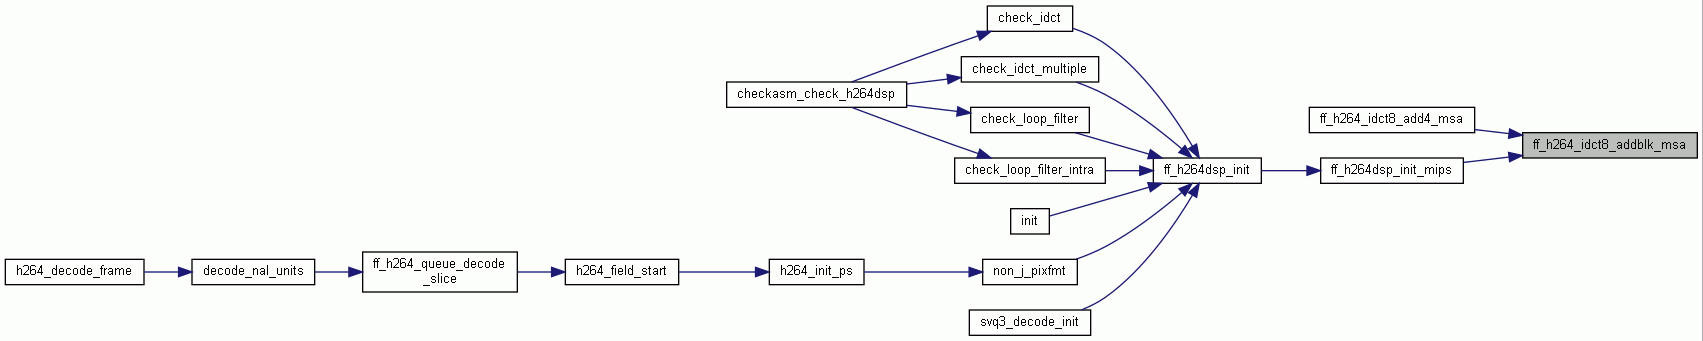 check_idct
check_idct_multiple
checkasm_check_h264dsp
check_loop_filter
ff_h264_idct8_add4_msa
ff_h264_idct8_addblk_msa
check_loop_filter_intra
ff_h264dsp_init
ff_h264dsp_init_mips
init
h264_decode_frame
decode_nal_units
ff_h264_queue_decode
_slice
h264_field_start
h264_init_ps
non_j_pixfmt
svq3_decode_init